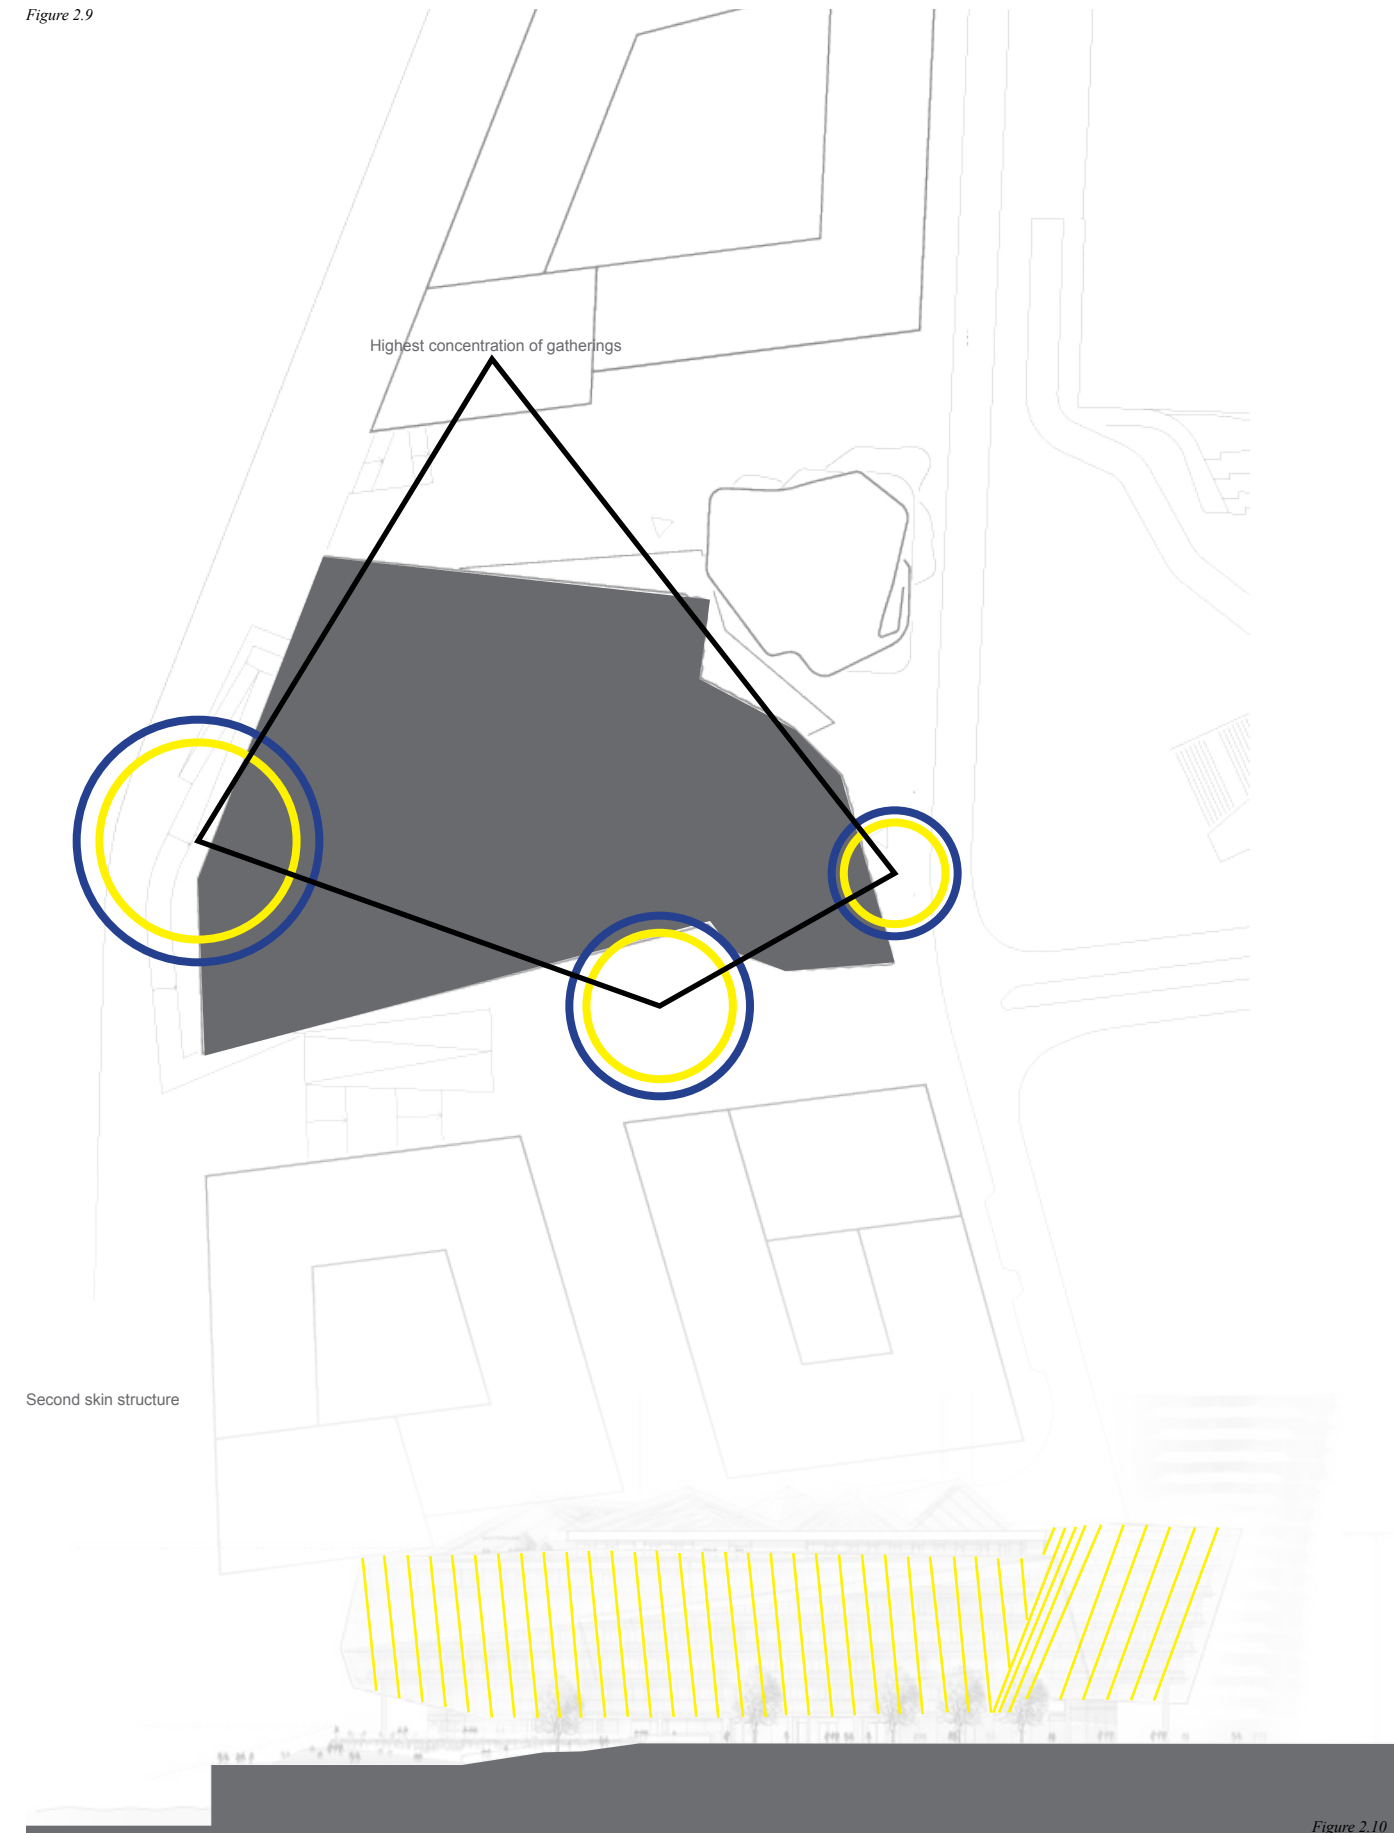 Figure 2.9
Highest concentration of gatherings
Second skin structure
Figure 2.10